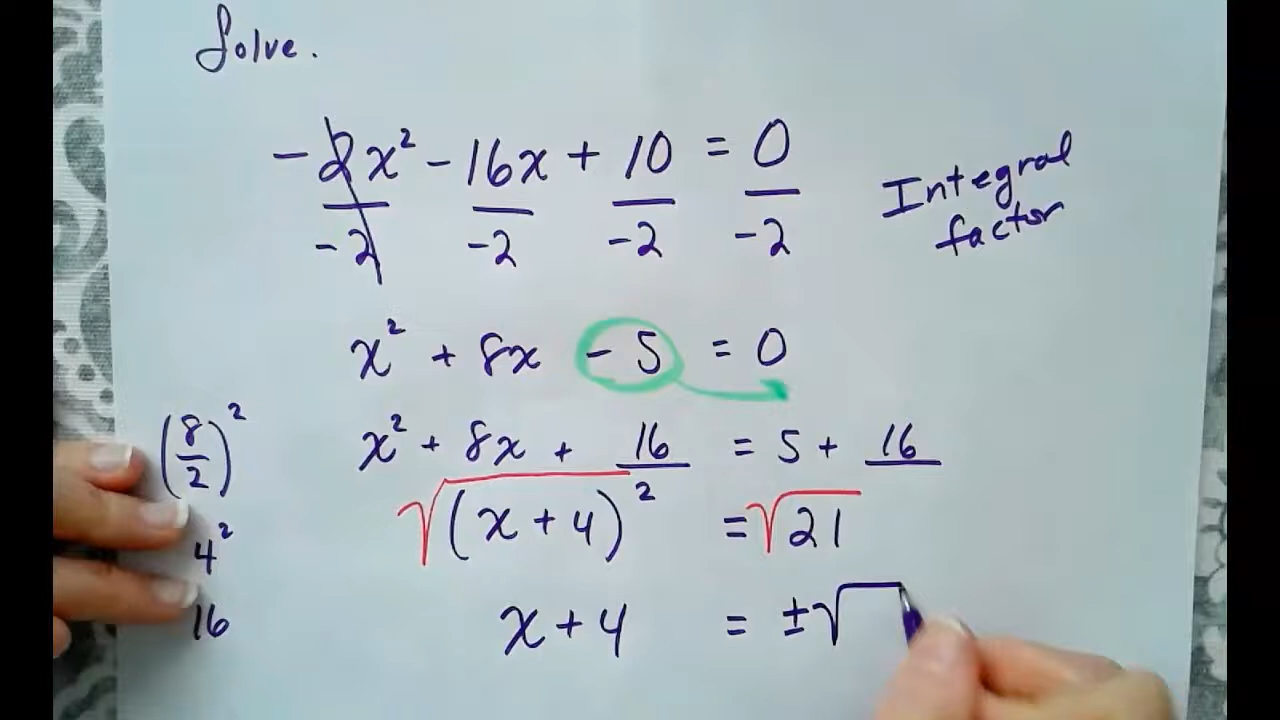 Solve.
-2x² - 16x + 10 = 0
-2 -2 -2 -2
Integral
factor
x² + 8x - 5 = 0
(8/2)²
x² + 8x + 16 = 5 + 16
√(x + 4)² = √21
4²
16
x + 4 = ±√